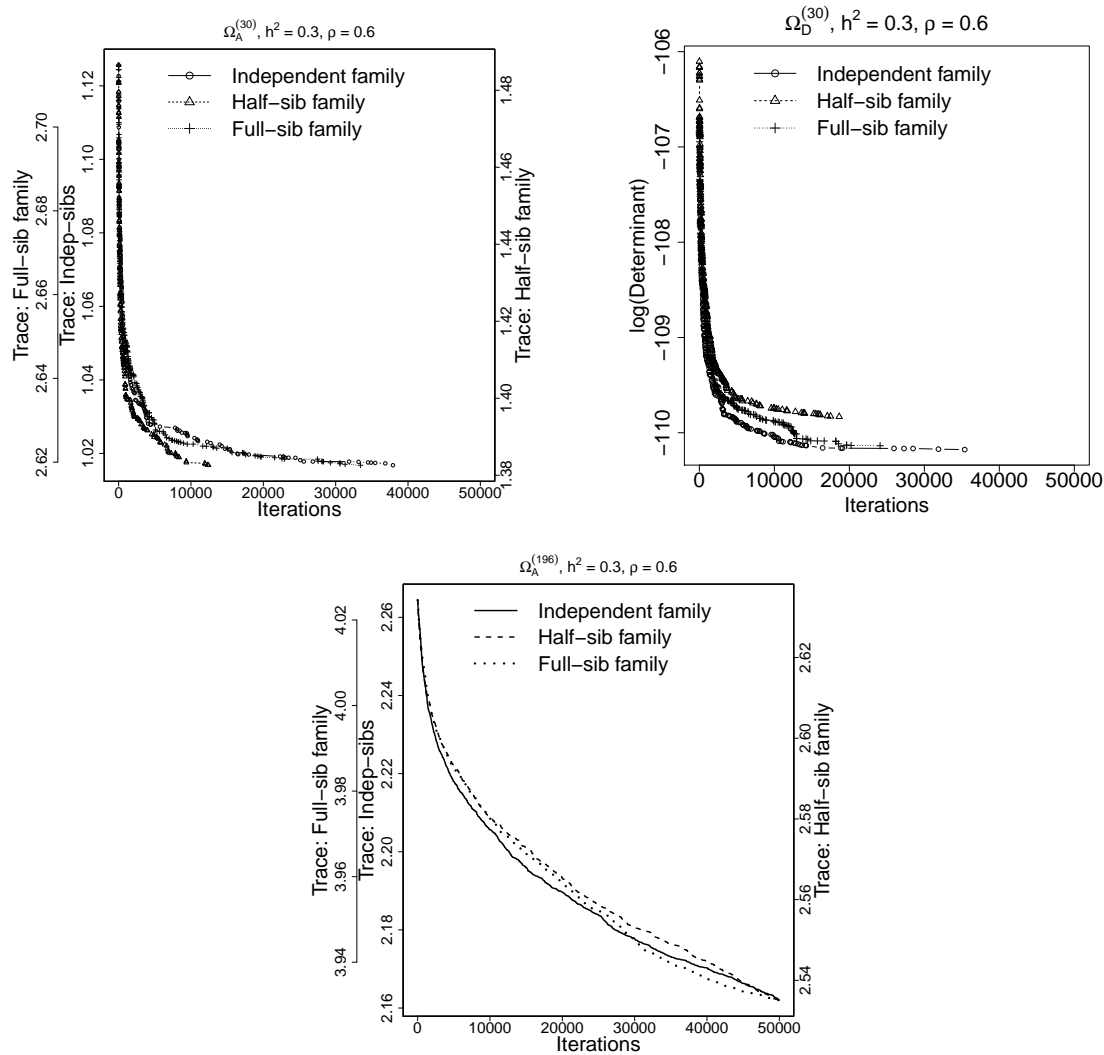 Ω_A^(30), h² = 0.3, ρ = 0.6
Independent family
Half−sib family
Full−sib family
Trace: Full−sib family
2.62 2.64 2.66 2.68 2.70
Trace: Indep−sibs
1.02 1.04 1.06 1.08 1.10 1.12
Trace: Half−sib family
1.38 1.40 1.42 1.44 1.46 1.48
0 10000 20000 30000 40000 50000
Iterations
Ω_D^(30), h² = 0.3, ρ = 0.6
Independent family
Half−sib family
Full−sib family
log(Determinant)
−110 −109 −108 −107 −106
0 10000 20000 30000 40000 50000
Iterations
Ω_A^(196), h² = 0.3, ρ = 0.6
Independent family
Half−sib family
Full−sib family
Trace: Full−sib family
3.94 3.96 3.98 4.00 4.02
Trace: Indep−sibs
2.16 2.18 2.20 2.22 2.24 2.26
Trace: Half−sib family
2.54 2.56 2.58 2.60 2.62
0 10000 20000 30000 40000 50000
Iterations